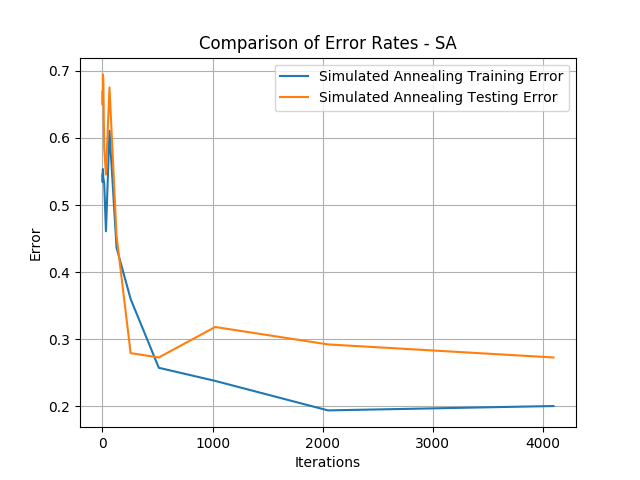 Comparison of Error Rates - SA
Simulated Annealing Training Error
Simulated Annealing Testing Error
0.7
0.6
0.5
0.4
0.3
0.2
Error
0
1000
2000
3000
4000
Iterations